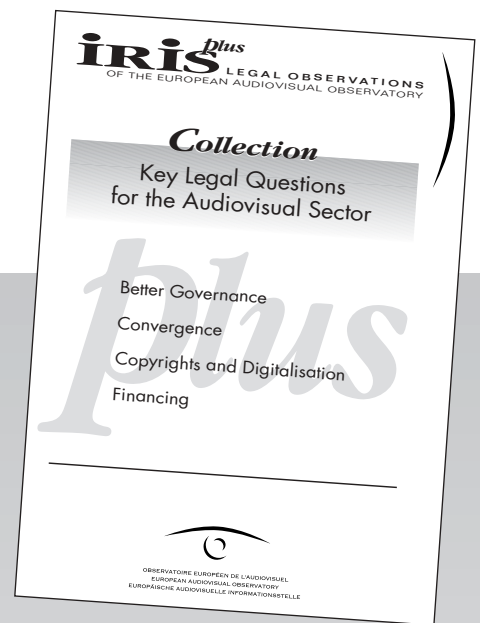 iRiS plus LEGAL OBSERVATIONS
OF THE EUROPEAN AUDIOVISUAL OBSERVATORY
Collection
Key Legal Questions
for the Audiovisual Sector
plus
Better Governance
Convergence
Copyrights and Digitalisation
Financing
OBSERVATOIRE EUROPÉEN DE L'AUDIOVISUEL
EUROPEAN AUDIOVISUAL OBSERVATORY
EUROPÄISCHE AUDIOVISUELLE INFORMATIONSSTELLE